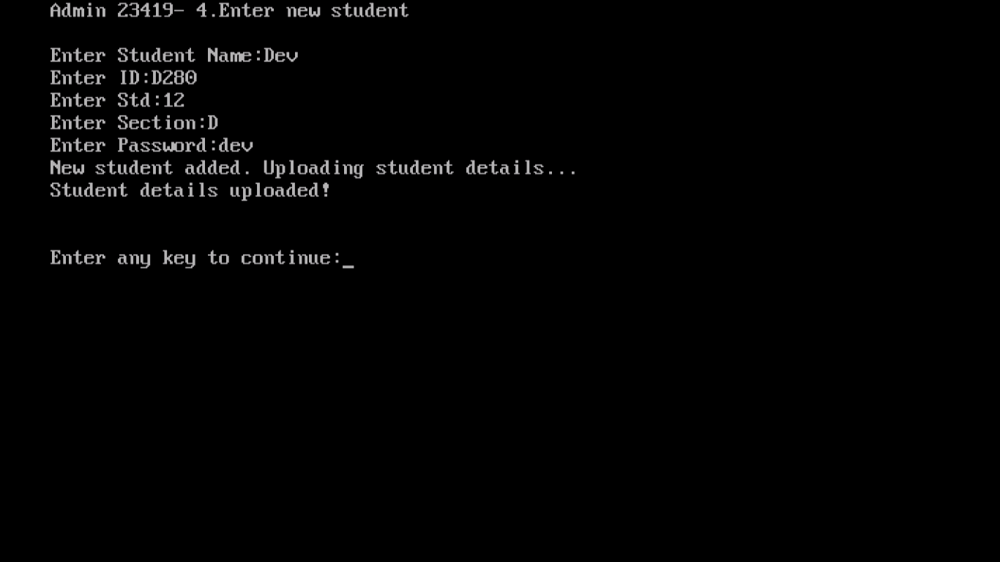 Admin 23419- 4.Enter new student
Enter Student Name:Dev
Enter ID:D280
Enter Std:12
Enter Section:D
Enter Password:dev
New student added. Uploading student details...
Student details uploaded!
Enter any key to continue:_